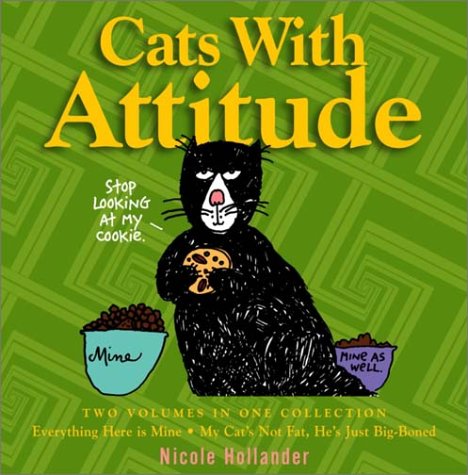 Cats With
Attitude
Stop
Looking
at my
cookie.
Mine
Mine as
well.
TWO VOLUMES IN ONE COLLECTION
Everything Here is Mine • My Cat's Not Fat, He's Just Big-Boned
Nicole Hollander